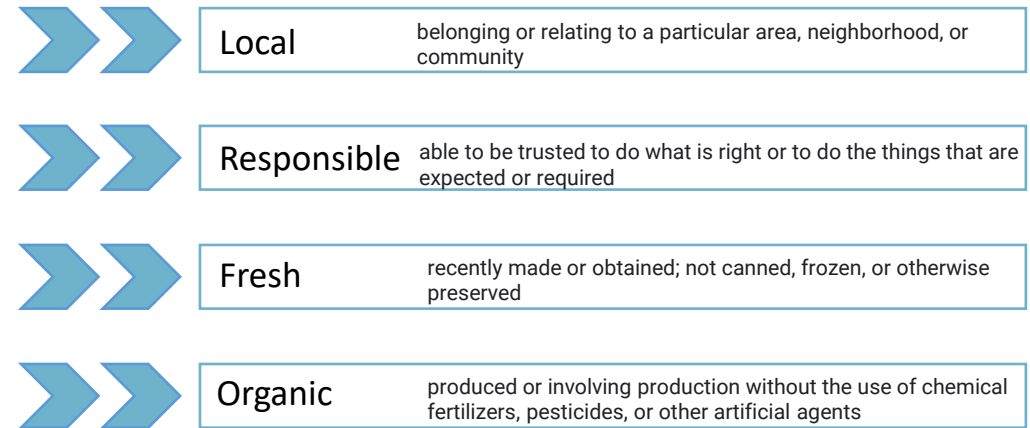 Local
belonging or relating to a particular area, neighborhood, or
community
Responsible
able to be trusted to do what is right or to do the things that are
expected or required
Fresh
recently made or obtained; not canned, frozen, or otherwise
preserved
Organic
produced or involving production without the use of chemical
fertilizers, pesticides, or other artificial agents